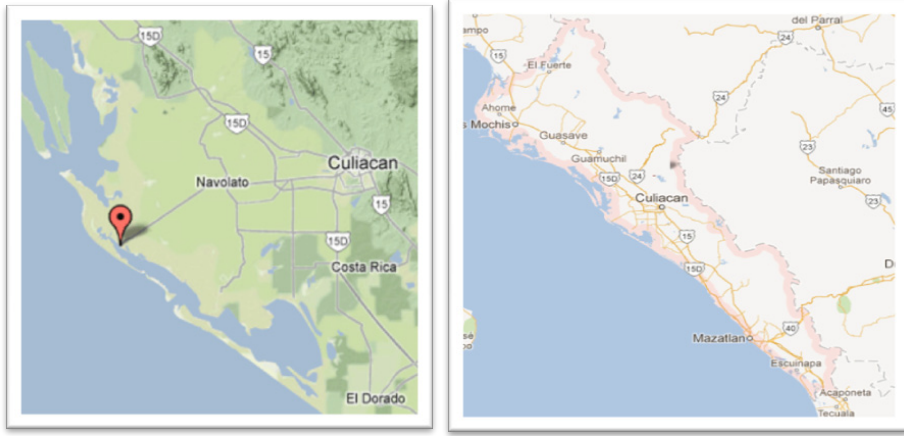 15D
15
15D
Culiacan
Navolato
15
15D
Costa Rica
El Dorado
del Parral
ampo
24
15
El Fuerte
24
45
Ahome
s Mochis
Guasave
23
Guamuchil
Santiago
Papasquiaro
15D
24
Culiacan
23
15
15D
D
40
Mazatlan
sé
po
Escuinapa
Acaponeta
Tecuala